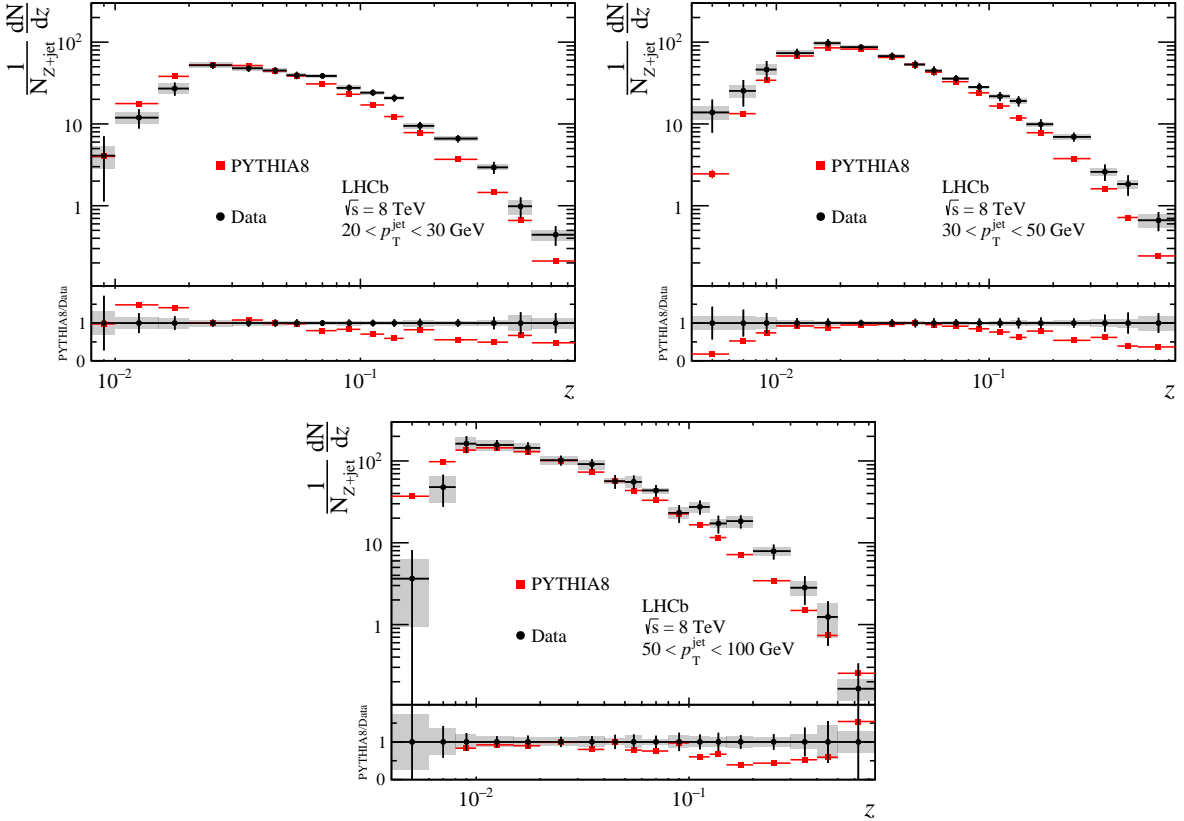 1/N_{Z+jet} dN/dz
10²
10
1
PYTHIA8
Data
LHCb
√s = 8 TeV
20 < p_T^jet < 30 GeV
PYTHIA8/Data
1
0
10⁻²
10⁻¹
z
1/N_{Z+jet} dN/dz
10²
10
1
PYTHIA8
Data
LHCb
√s = 8 TeV
30 < p_T^jet < 50 GeV
PYTHIA8/Data
1
0
10⁻²
10⁻¹
z
1/N_{Z+jet} dN/dz
10²
10
1
PYTHIA8
Data
LHCb
√s = 8 TeV
50 < p_T^jet < 100 GeV
PYTHIA8/Data
1
0
10⁻²
10⁻¹
z